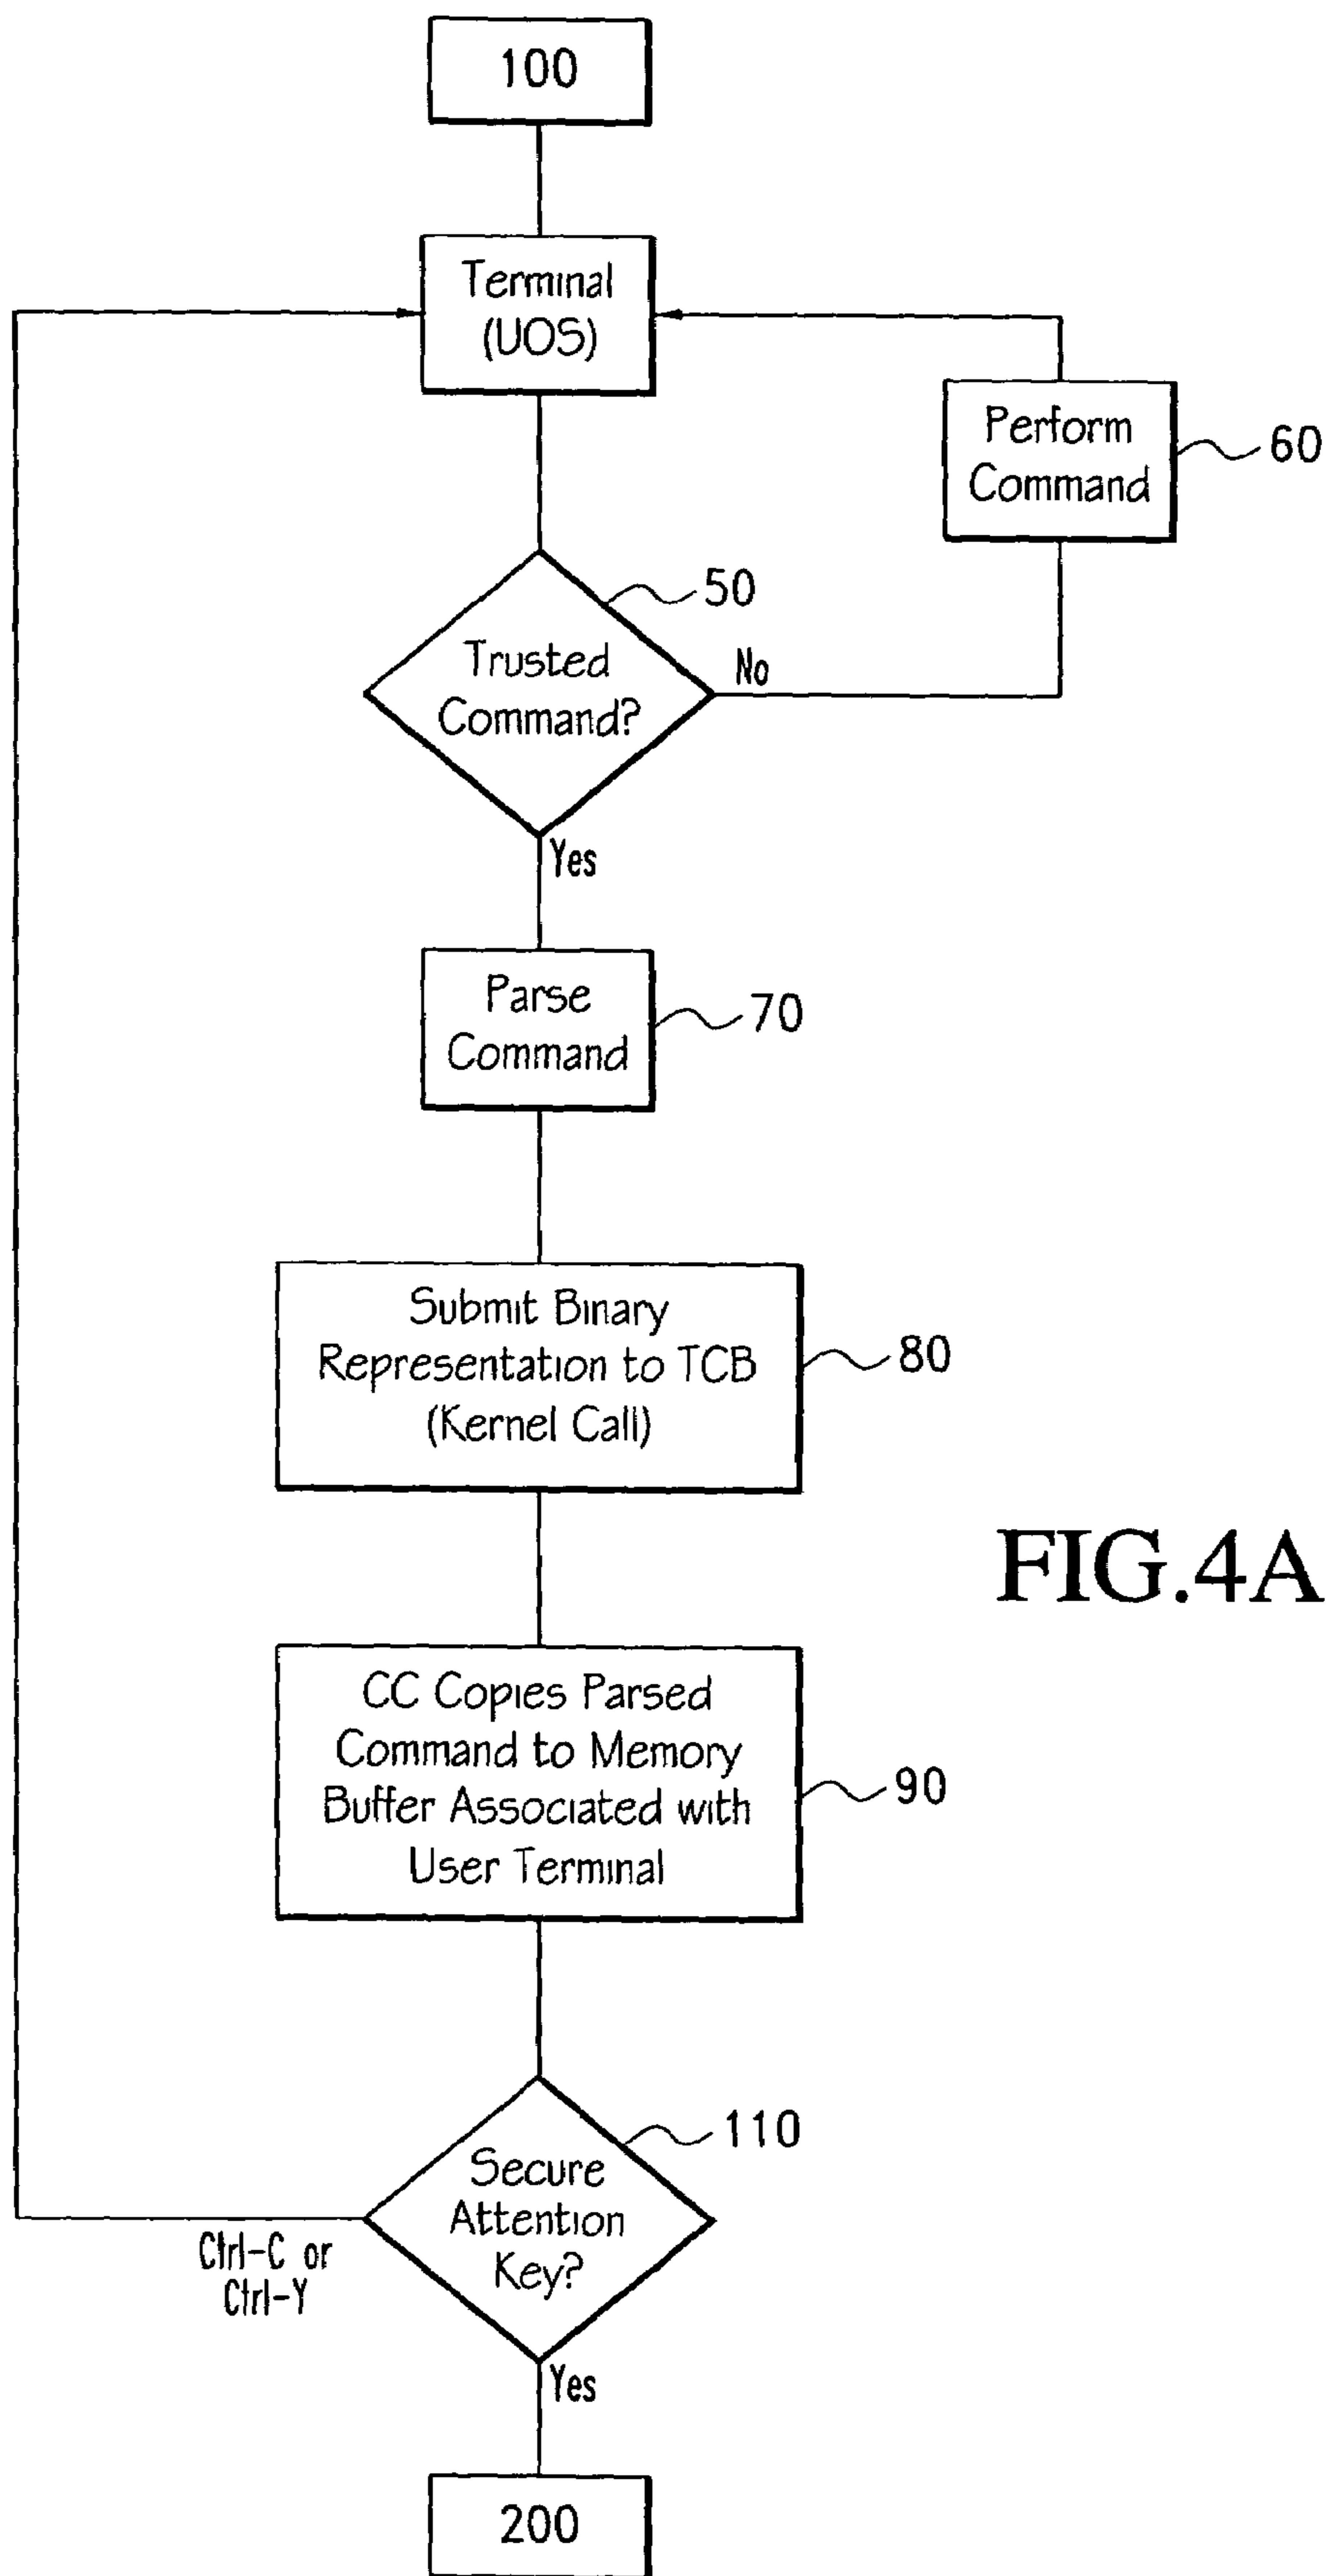 100
Terminal
(UOS)
Perform
Command
60
50
Trusted
Command?
No
Yes
Parse
Command
70
Submit Binary
Representation to TCB
(Kernel Call)
80
FIG.4A
CC Copies Parsed
Command to Memory
Buffer Associated with
User Terminal
90
110
Secure
Attention
Key?
Ctrl-C or
Ctrl-Y
Yes
200